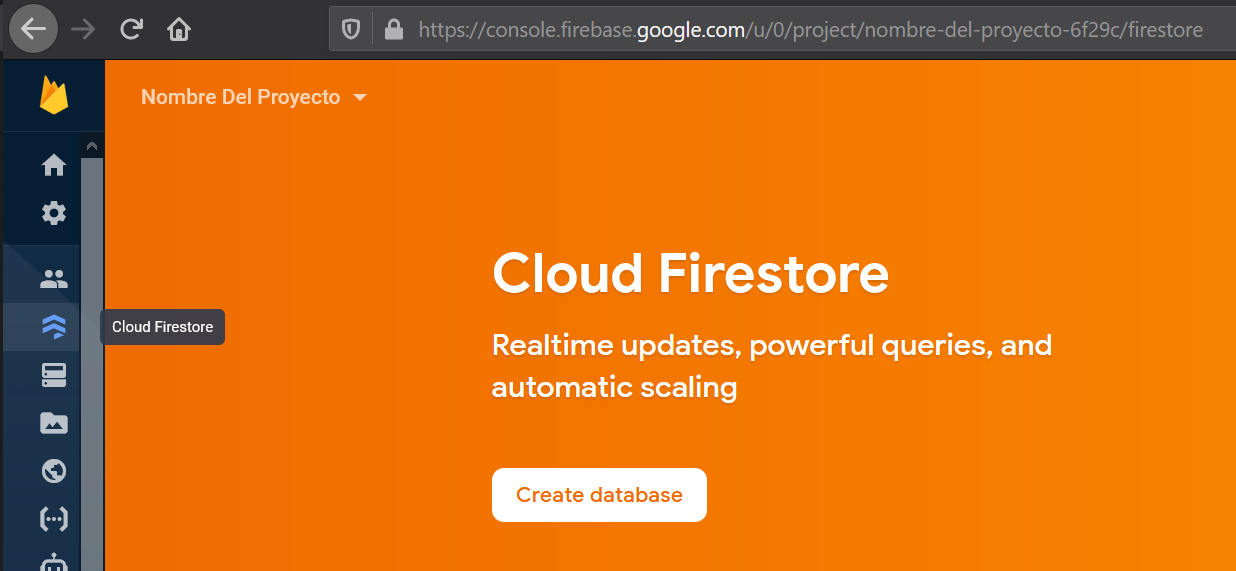 https://console.firebase.google.com/u/0/project/nombre-del-proyecto-6f29c/firestore
Nombre Del Proyecto
Cloud Firestore
Cloud Firestore
Realtime updates, powerful queries, and
automatic scaling
Create database